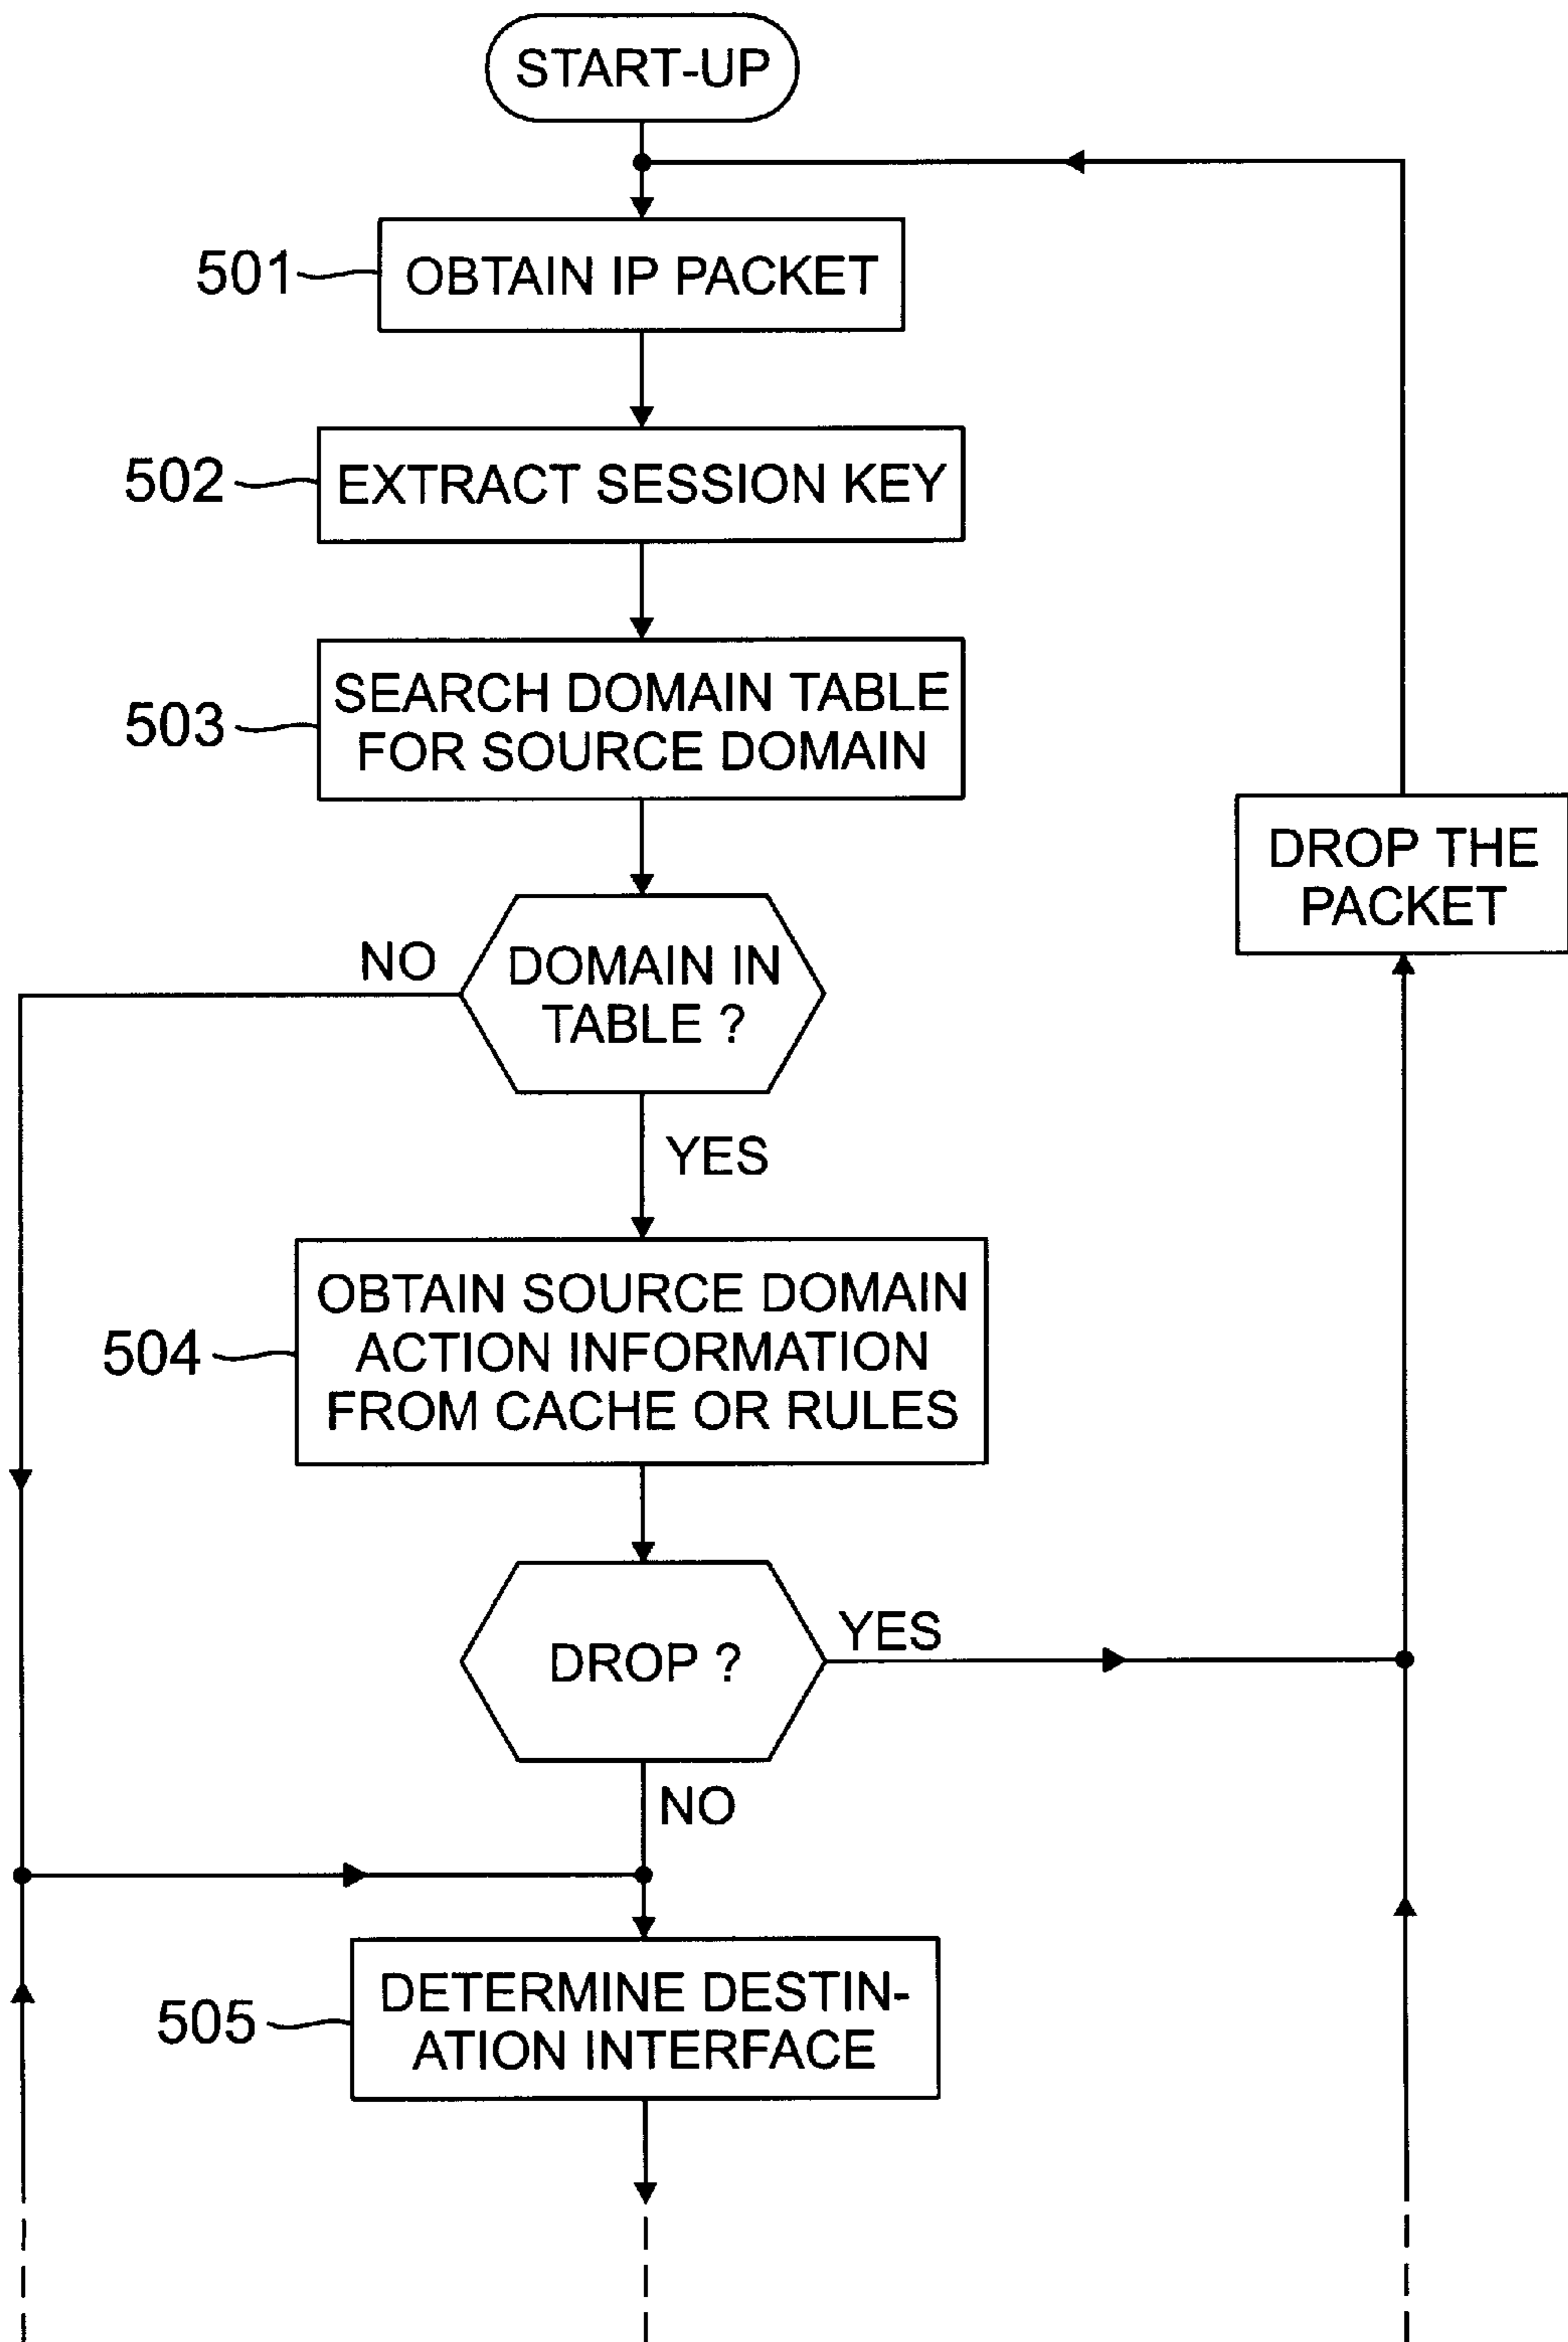 START-UP
501
OBTAIN IP PACKET
502
EXTRACT SESSION KEY
503
SEARCH DOMAIN TABLE
FOR SOURCE DOMAIN
DROP THE
PACKET
NO
DOMAIN IN
TABLE ?
YES
504
OBTAIN SOURCE DOMAIN
ACTION INFORMATION
FROM CACHE OR RULES
DROP ?
YES
NO
505
DETERMINE DESTIN-
ATION INTERFACE